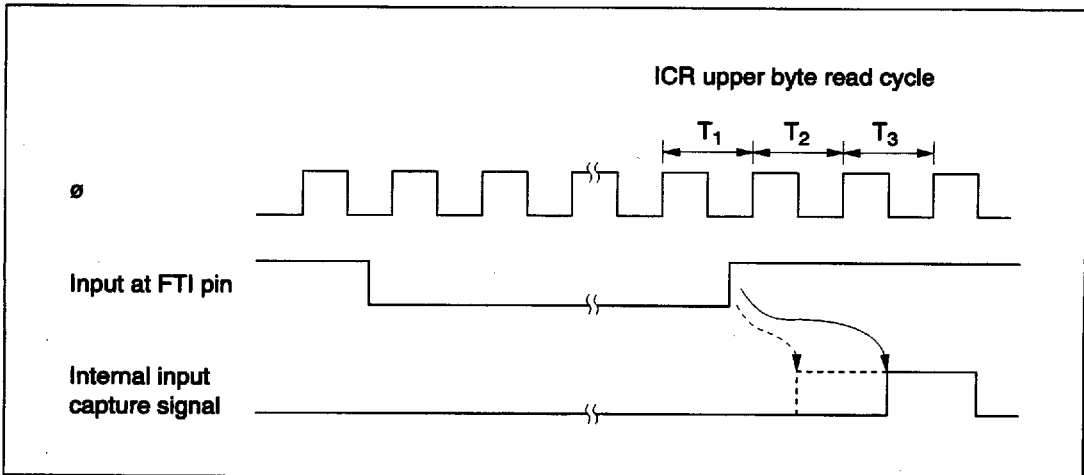 ICR upper byte read cycle
T1 T2 T3
ø
Input at FTI pin
Internal input
capture signal